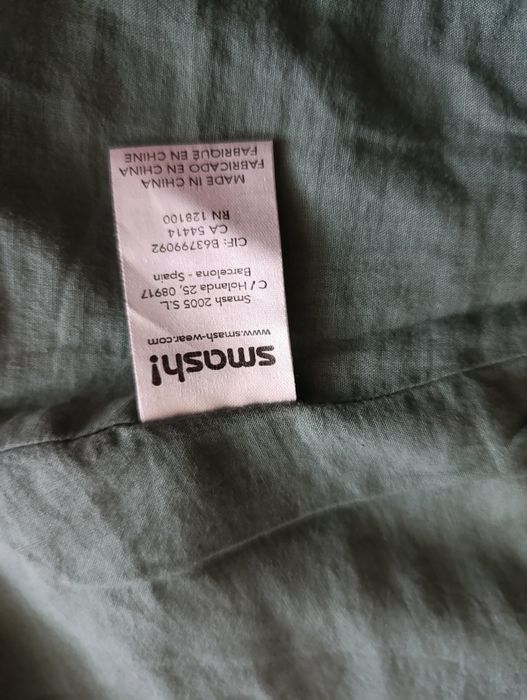 smash!
www.smash-wear.com
Smash 2005 S.L.
C/ Holanda 25, 08917
Barcelona - Spain
CIF: B63799092
CA 54414
RN 128100
MADE IN CHINA
FABRICADO EN CHINA
FABRIQUÉ EN CHINE